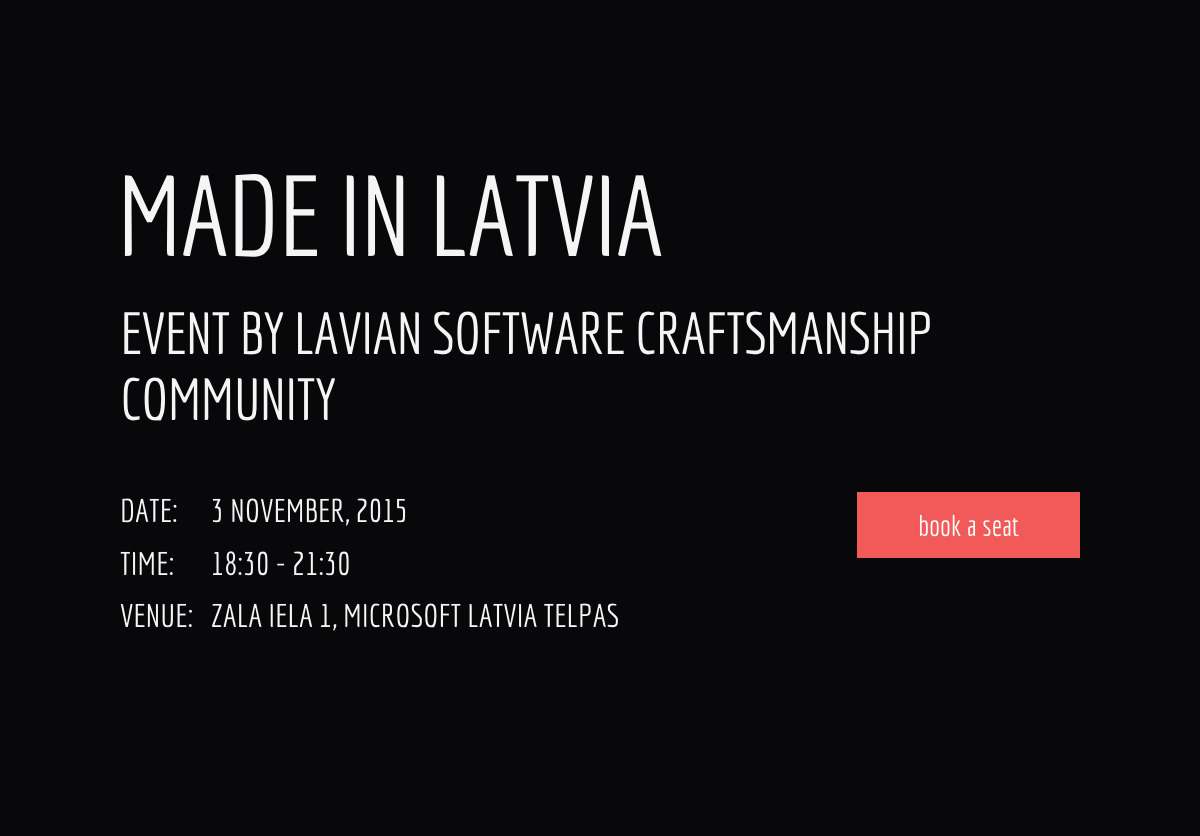 MADE IN LATVIA
EVENT BY LAVIAN SOFTWARE CRAFTSMANSHIP
COMMUNITY
DATE: 3 NOVEMBER, 2015
TIME: 18:30 - 21:30
VENUE: ZALA IELA 1, MICROSOFT LATVIA TELPAS
book a seat